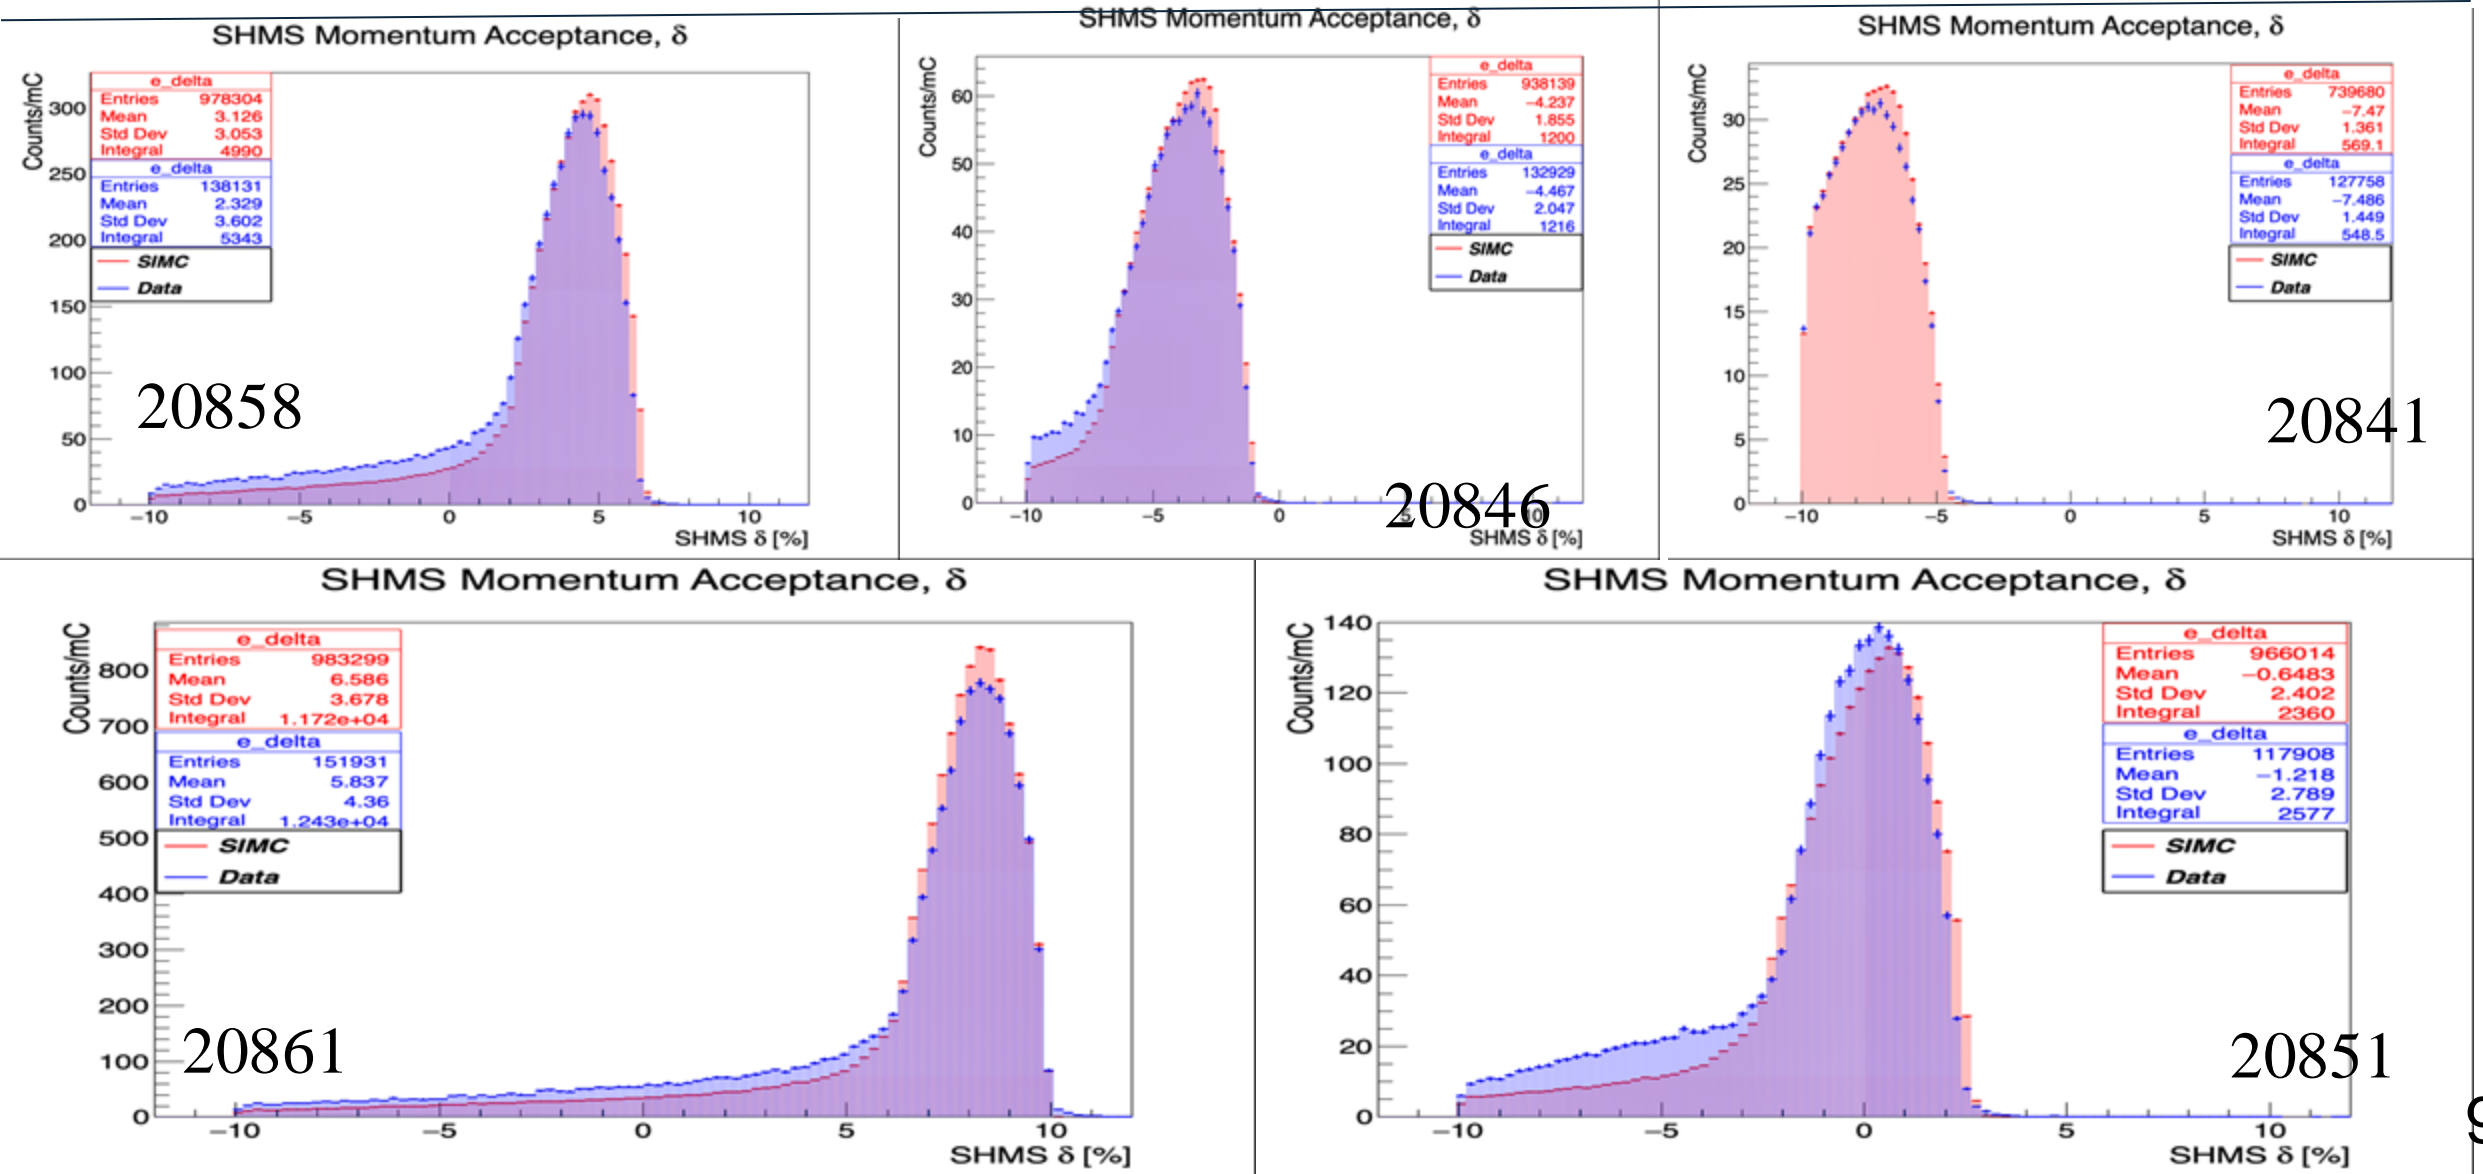 SHMS Momentum Acceptance, δ
Counts/mC
e_delta
Entries 978304
Mean 3.126
Std Dev 3.053
Integral 4990
e_delta
Entries 138131
Mean 2.329
Std Dev 3.602
Integral 5343
SIMC
Data
300
250
200
150
100
50
0
−10 −5 0 5 10
SHMS δ [%]
20858
SHMS Momentum Acceptance, δ
Counts/mC
e_delta
Entries 938139
Mean −4.237
Std Dev 1.855
Integral 1200
e_delta
Entries 132929
Mean −4.467
Std Dev 2.047
Integral 1216
SIMC
Data
60
50
40
30
20
10
0
−10 −5 0
SHMS δ [%]
20846
SHMS Momentum Acceptance, δ
Counts/mC
e_delta
Entries 739680
Mean −7.47
Std Dev 1.361
Integral 569.1
e_delta
Entries 127758
Mean −7.486
Std Dev 1.449
Integral 548.5
SIMC
Data
30
25
20
15
10
5
0
−10 −5 0 5 10
SHMS δ [%]
20841
SHMS Momentum Acceptance, δ
Counts/mC
e_delta
Entries 983299
Mean 6.586
Std Dev 3.678
Integral 1.172e+04
e_delta
Entries 151931
Mean 5.837
Std Dev 4.36
Integral 1.243e+04
SIMC
Data
800
700
600
500
400
300
200
100
0
−10 −5 0 5 10
SHMS δ [%]
20861
SHMS Momentum Acceptance, δ
Counts/mC
e_delta
Entries 966014
Mean −0.6483
Std Dev 2.402
Integral 2360
e_delta
Entries 117908
Mean −1.218
Std Dev 2.789
Integral 2577
SIMC
Data
140
120
100
80
60
40
20
0
−10 −5 0 5 10
SHMS δ [%]
20851